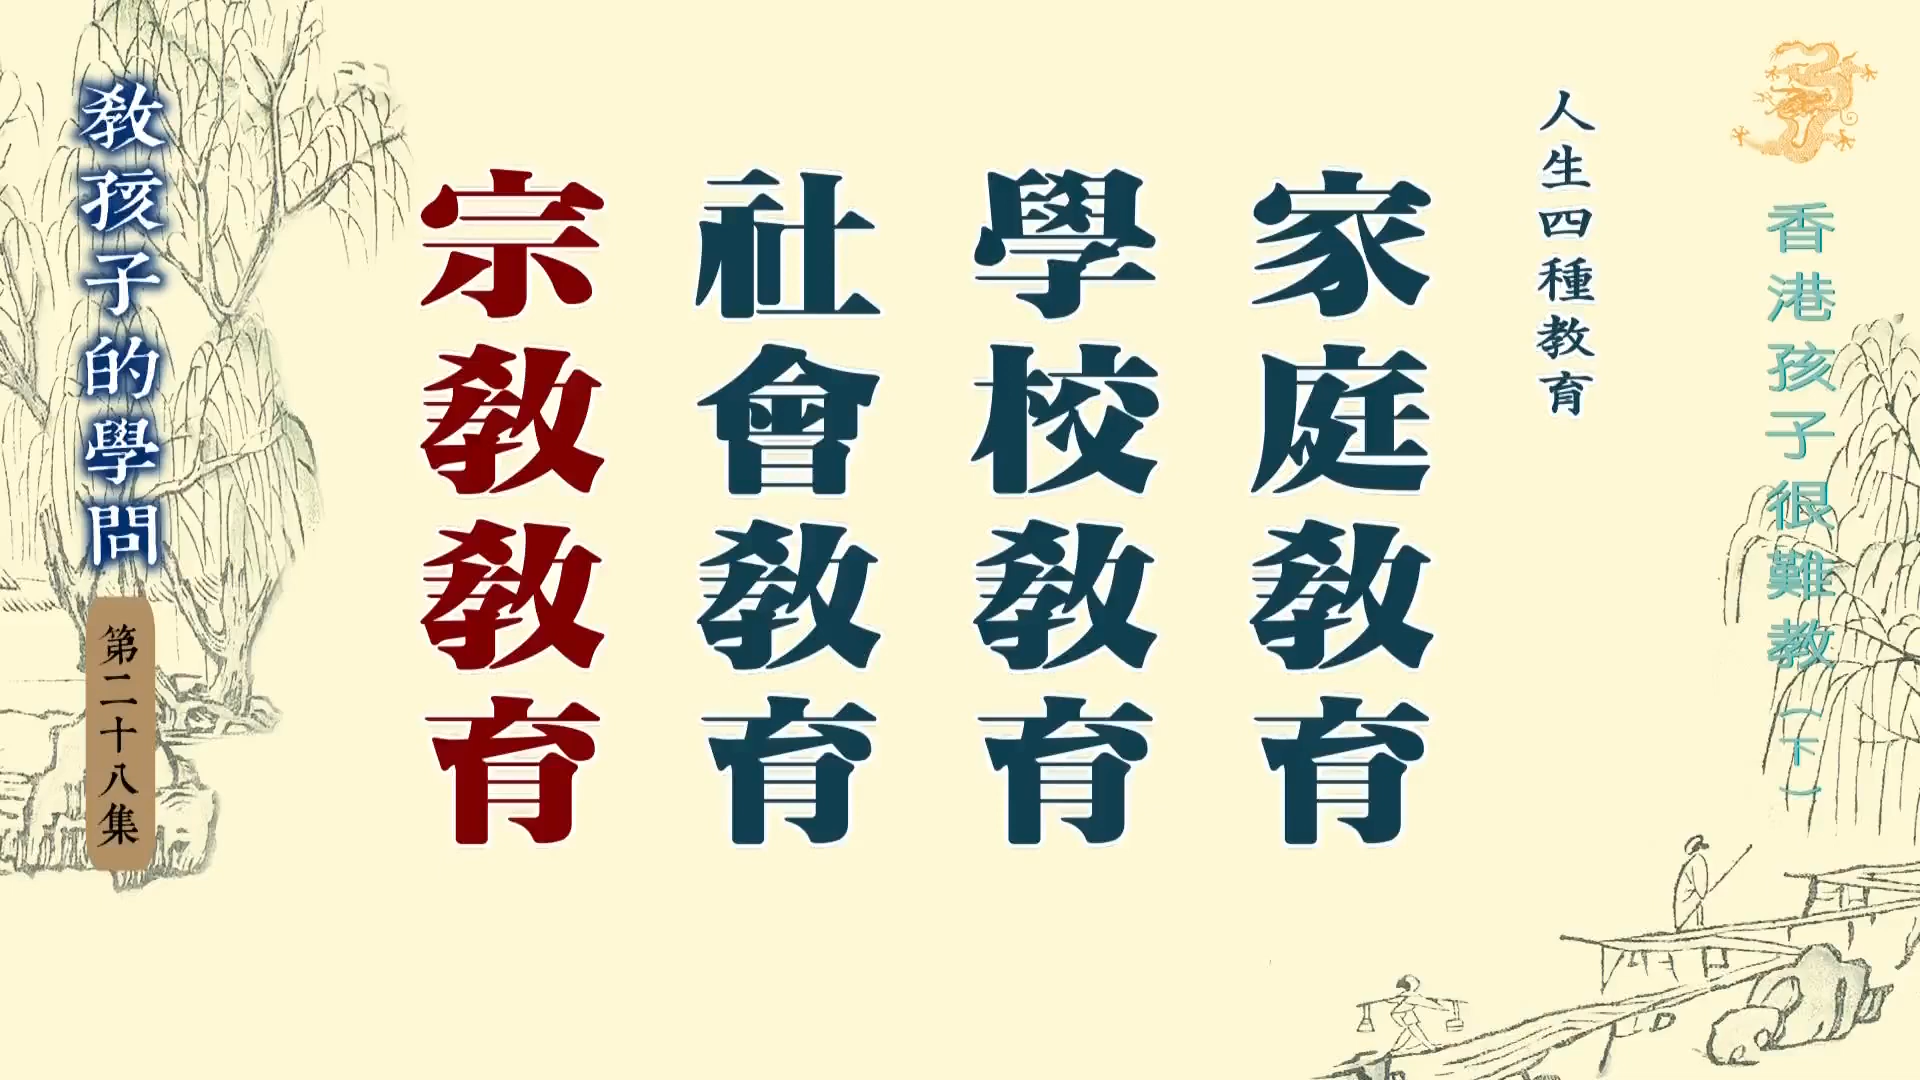 香港孩子很難教（下）
人生四種教育
家庭教育
學校教育
社會教育
宗教教育
教孩子的學問
第二十八集